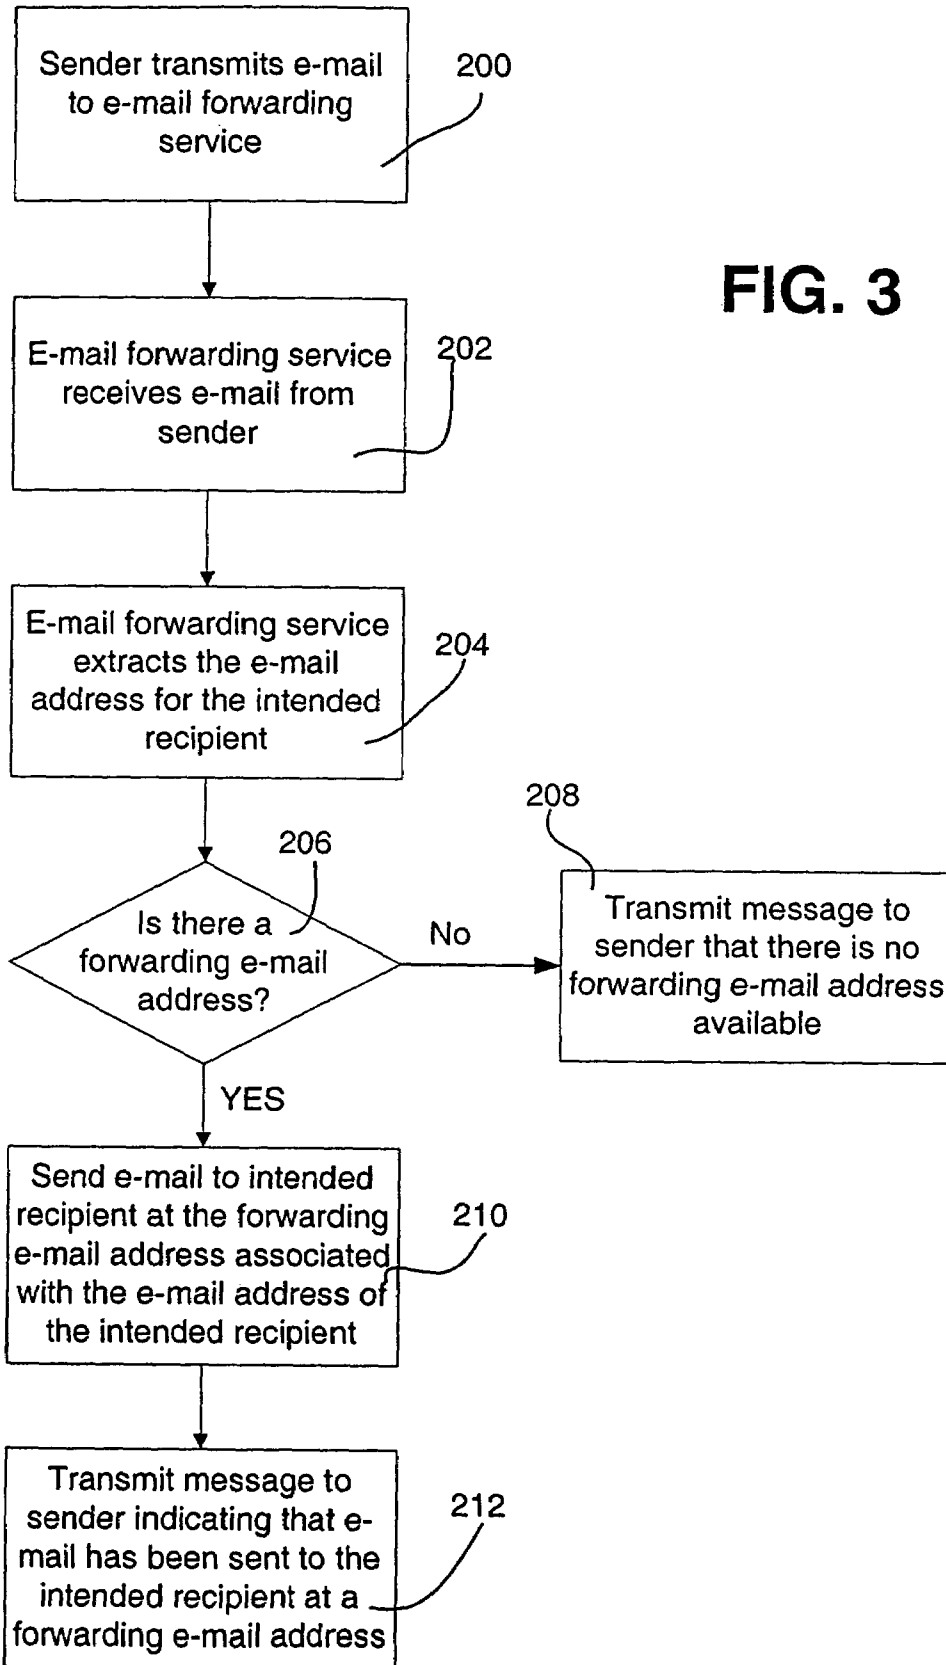 Sender transmits e-mail
to e-mail forwarding
service
200
FIG. 3
E-mail forwarding service
receives e-mail from
sender
202
E-mail forwarding service
extracts the e-mail
address for the intended
recipient
204
206
Is there a
forwarding e-mail
address?
No
208
Transmit message to
sender that there is no
forwarding e-mail address
available
YES
Send e-mail to intended
recipient at the forwarding
e-mail address associated
with the e-mail address of
the intended recipient
210
Transmit message to
sender indicating that e-
mail has been sent to the
intended recipient at a
forwarding e-mail address
212